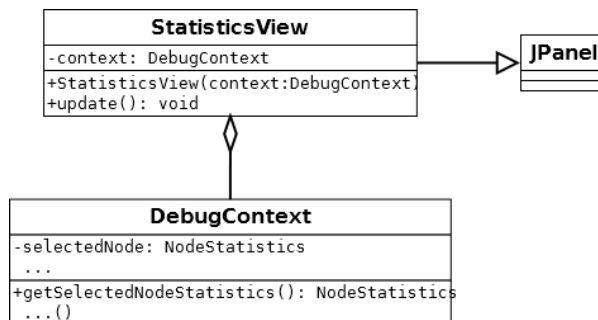 StatisticsView
-context: DebugContext
+StatisticsView(context:DebugContext)
+update(): void
JPanel
DebugContext
-selectedNode: NodeStatistics
...
+getSelectedNodeStatistics(): NodeStatistics
...()